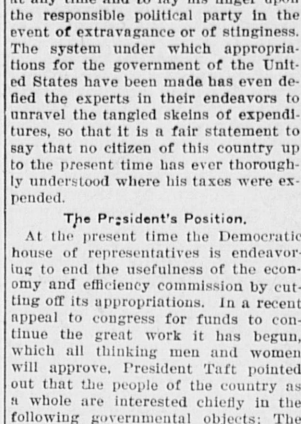 at any time and to lay his finger upon
the responsible political party in the
event of extravagance or of stinginess.
The system under which appropria-
tions for the government of the Unit-
ed States have been made has even de-
fied the experts in their endeavors to
unravel the tangled skeins of expendi-
tures, so that it is a fair statement to
say that no citizen of this country up
to the present time has ever thorough-
ly understood where his taxes were ex-
pended.
The President's Position.
At the present time the Democratic
house of representatives is endeavor-
ing to end the usefulness of the econ-
omy and efficiency commission by cut-
ting off its appropriations. In a recent
appeal to congress for funds to con-
tinue the great work it has begun,
which all thinking men and women
will approve, President Taft pointed
out that the people of the country as
a whole are interested chiefly in the
following governmental objects: The